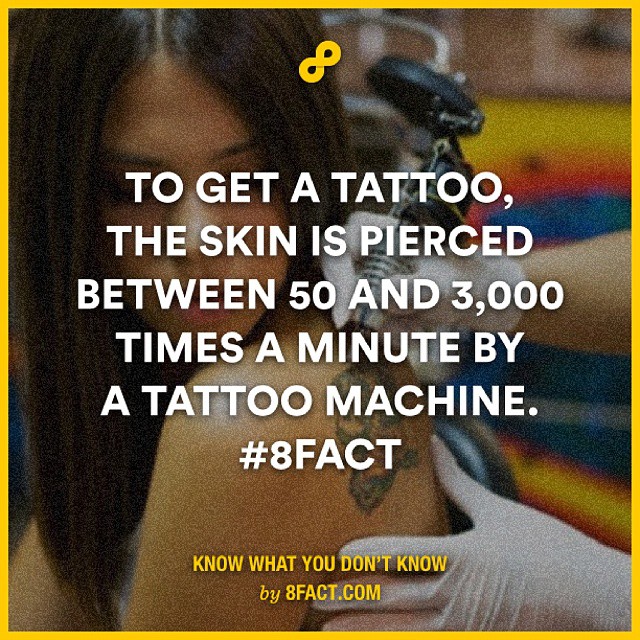 TO GET A TATTOO,
THE SKIN IS PIERCED
BETWEEN 50 AND 3,000
TIMES A MINUTE BY
A TATTOO MACHINE.
#8FACT
KNOW WHAT YOU DON'T KNOW
by 8FACT.COM